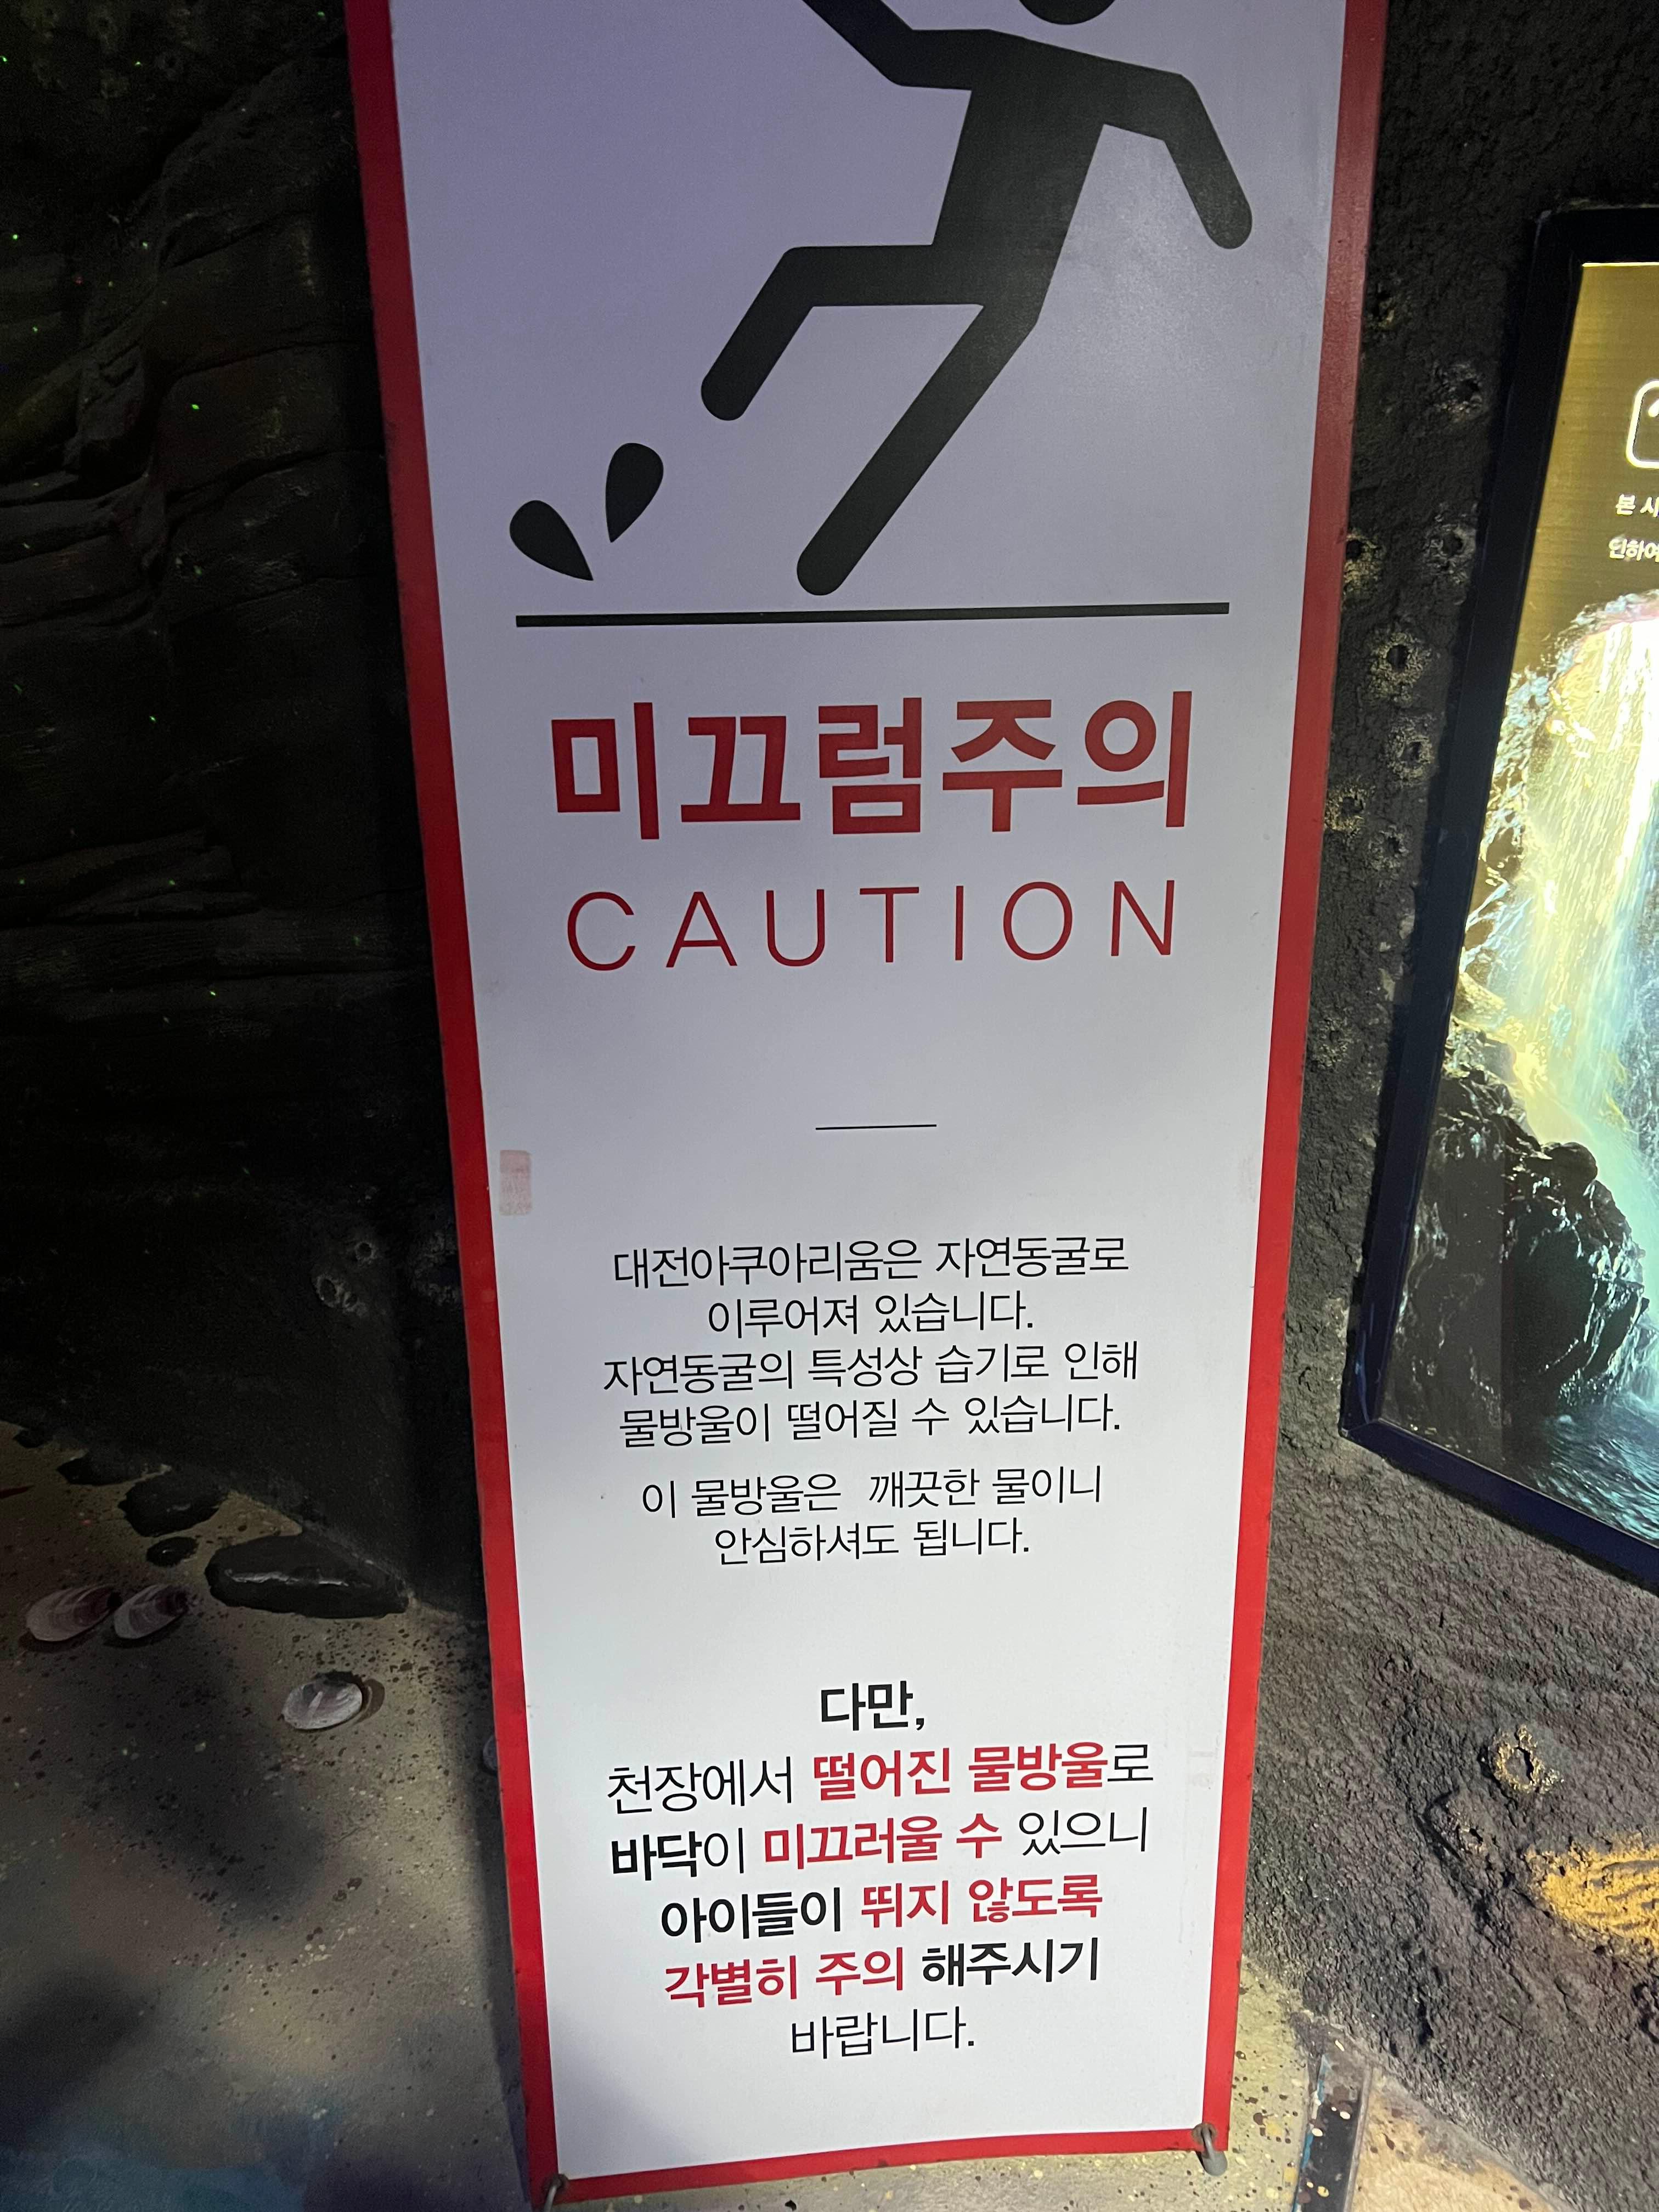 미끄럼주의
CAUTION
대전아쿠아리움은 자연동굴로
이루어져 있습니다.
자연동굴의 특성상 습기로 인해
물방울이 떨어질 수 있습니다.
이 물방울은 깨끗한 물이니
안심하셔도 됩니다.
다만,
천장에서 떨어진 물방울로
바닥이 미끄러울 수 있으니
아이들이 뛰지 않도록
각별히 주의 해주시기
바랍니다.
본 시